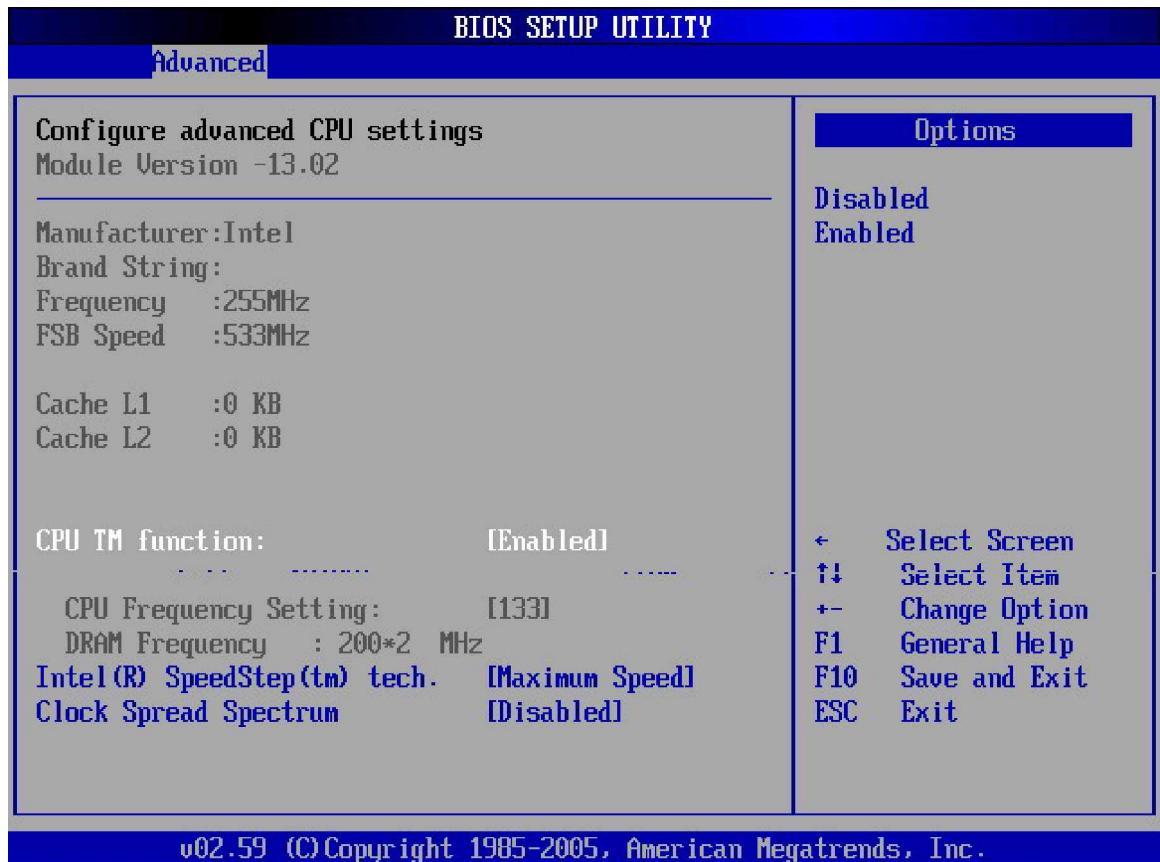 BIOS SETUP UTILITY
Advanced
Configure advanced CPU settings
Module Version -13.02
Manufacturer:Intel
Brand String:
Frequency :255MHz
FSB Speed :533MHz
Cache L1 :0 KB
Cache L2 :0 KB
CPU TM function: [Enabled]
CPU Frequency Setting: [133]
DRAM Frequency : 200*2 MHz
Intel(R) SpeedStep(tm) tech. [Maximum Speed]
Clock Spread Spectrum [Disabled]
Options
Disabled
Enabled
← Select Screen
↑↓ Select Item
+- Change Option
F1 General Help
F10 Save and Exit
ESC Exit
v02.59 (C)Copyright 1985-2005, American Megatrends, Inc.